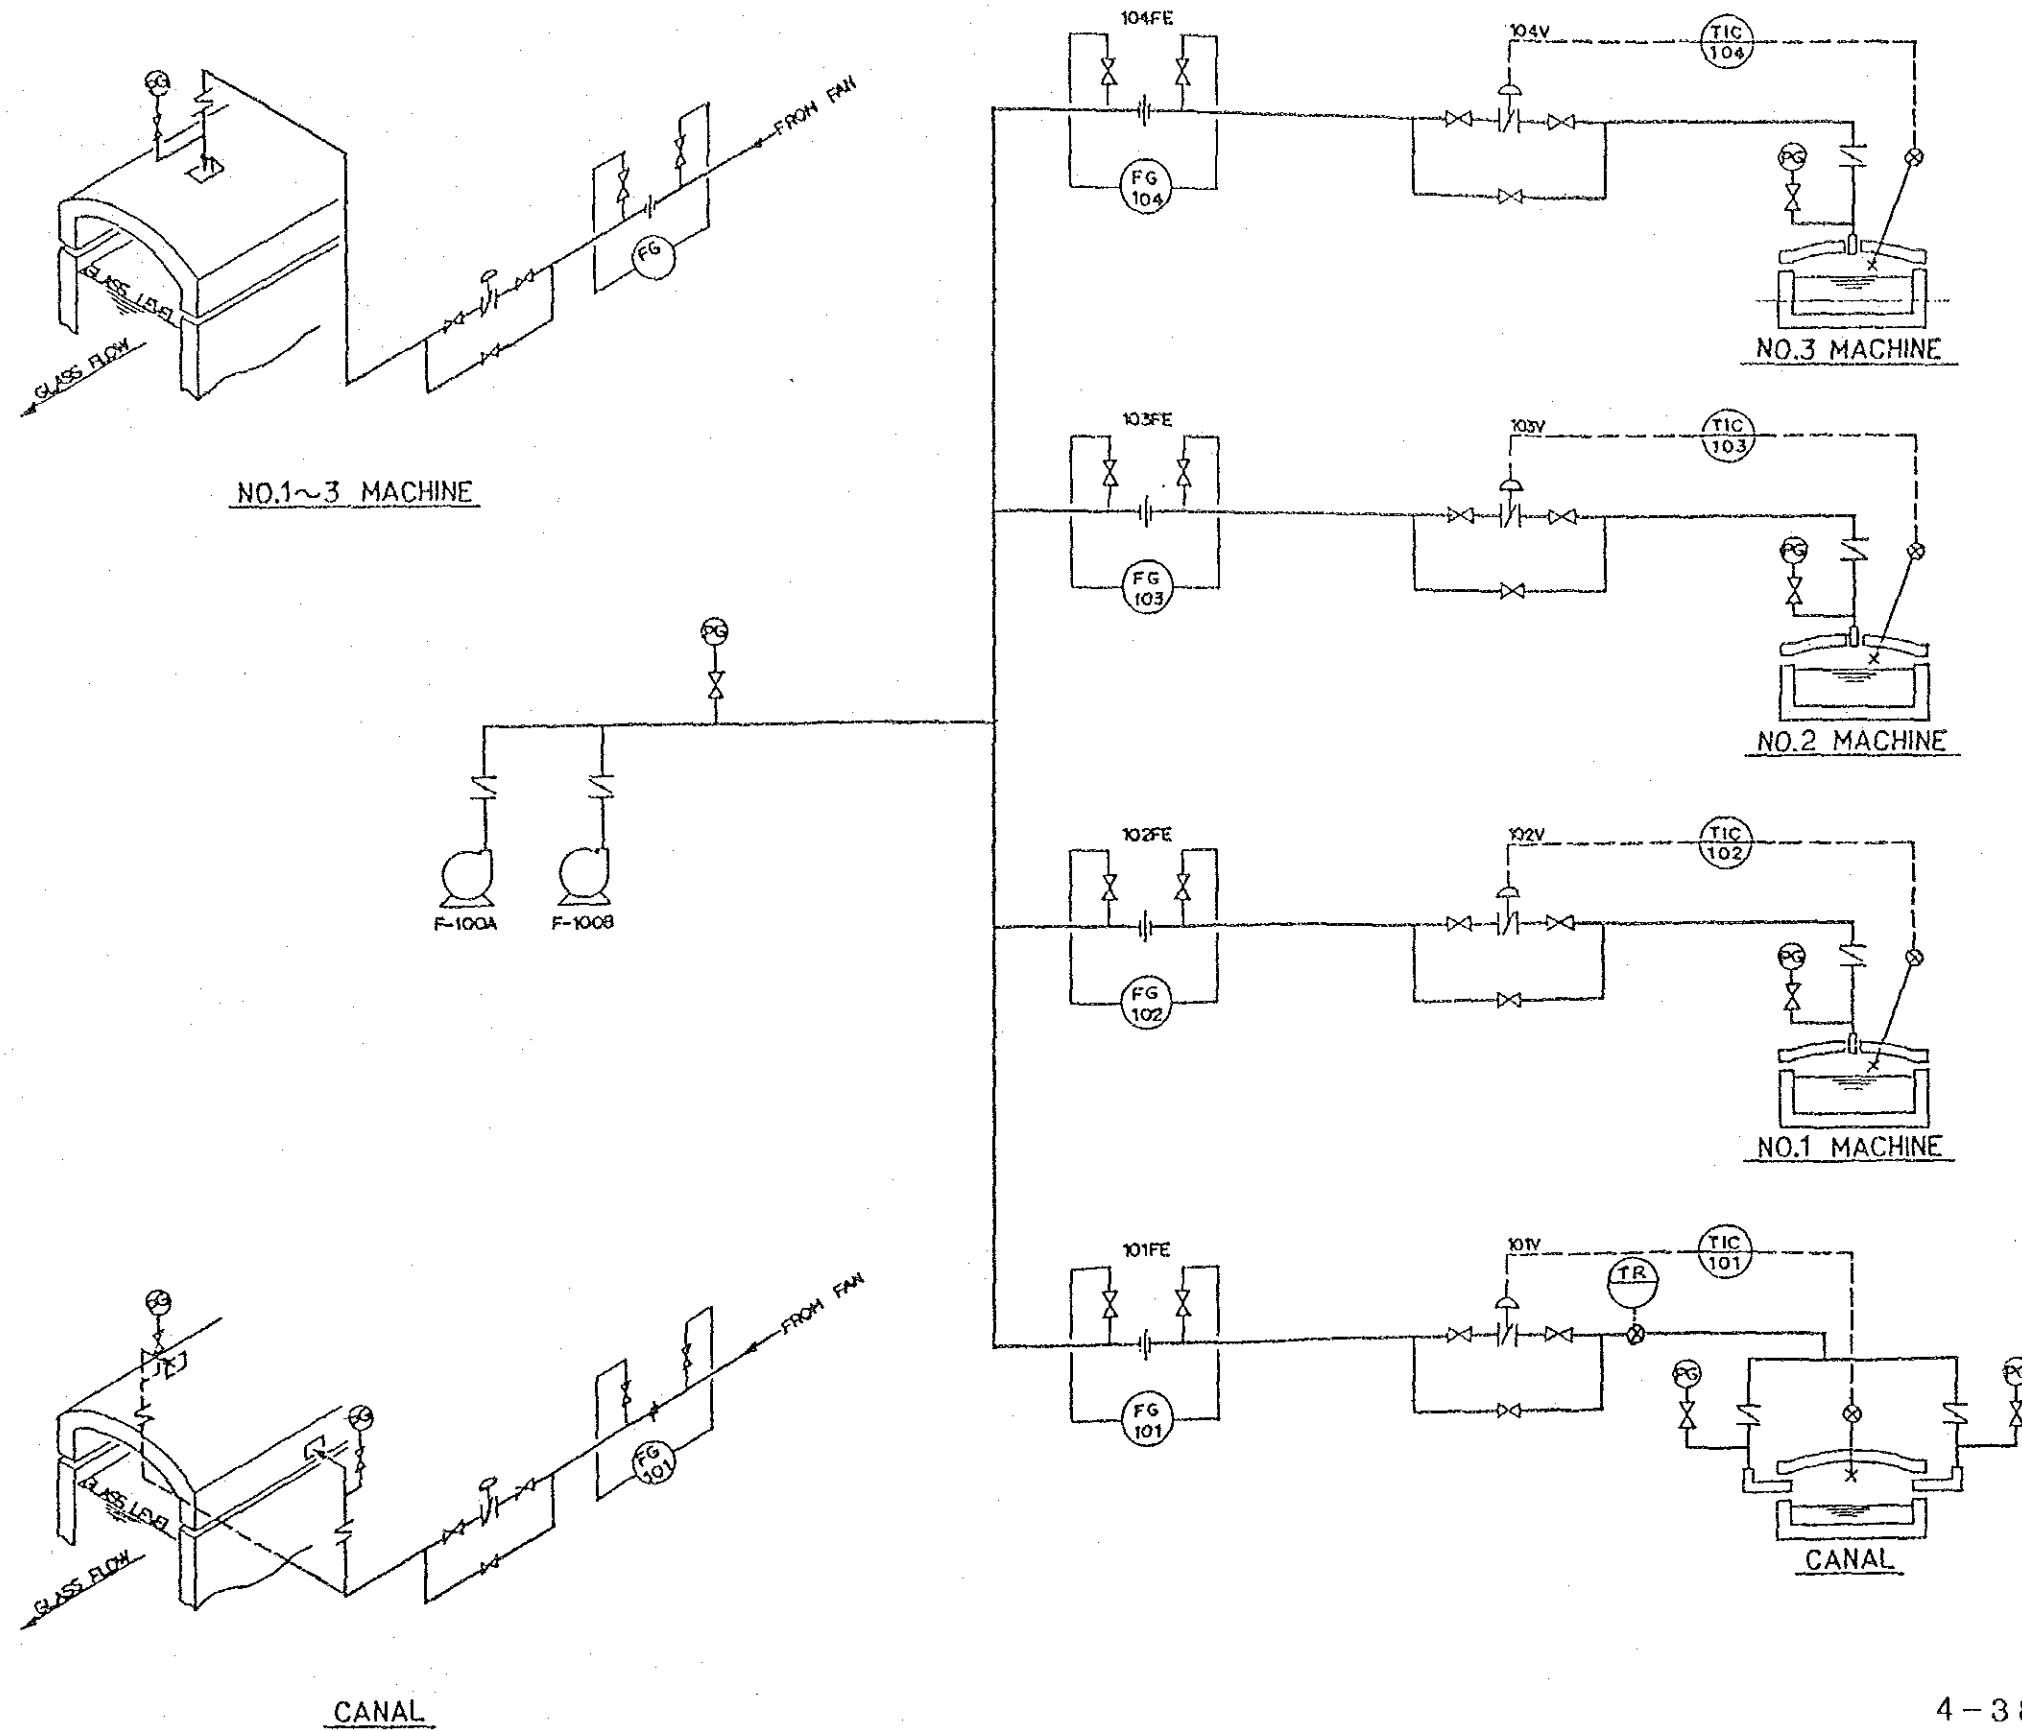 104FE
104V
TIC
104
PG
FROM FAN
PG
FG
104
FG
GLASS LEVEL
GLASS FLOW
NO.3 MACHINE
103FE
103V
TIC
103
NO.1~3 MACHINE
PG
FG
103
PG
NO.2 MACHINE
102FE
102V
TIC
102
F-100A
F-100B
PG
FG
102
NO.1 MACHINE
101FE
101V
TIC
101
TR
FROM FAN
PG
PG
PG
PG
FG
101
FG
101
GLASS LEVEL
GLASS FLOW
CANAL
CANAL
4-38